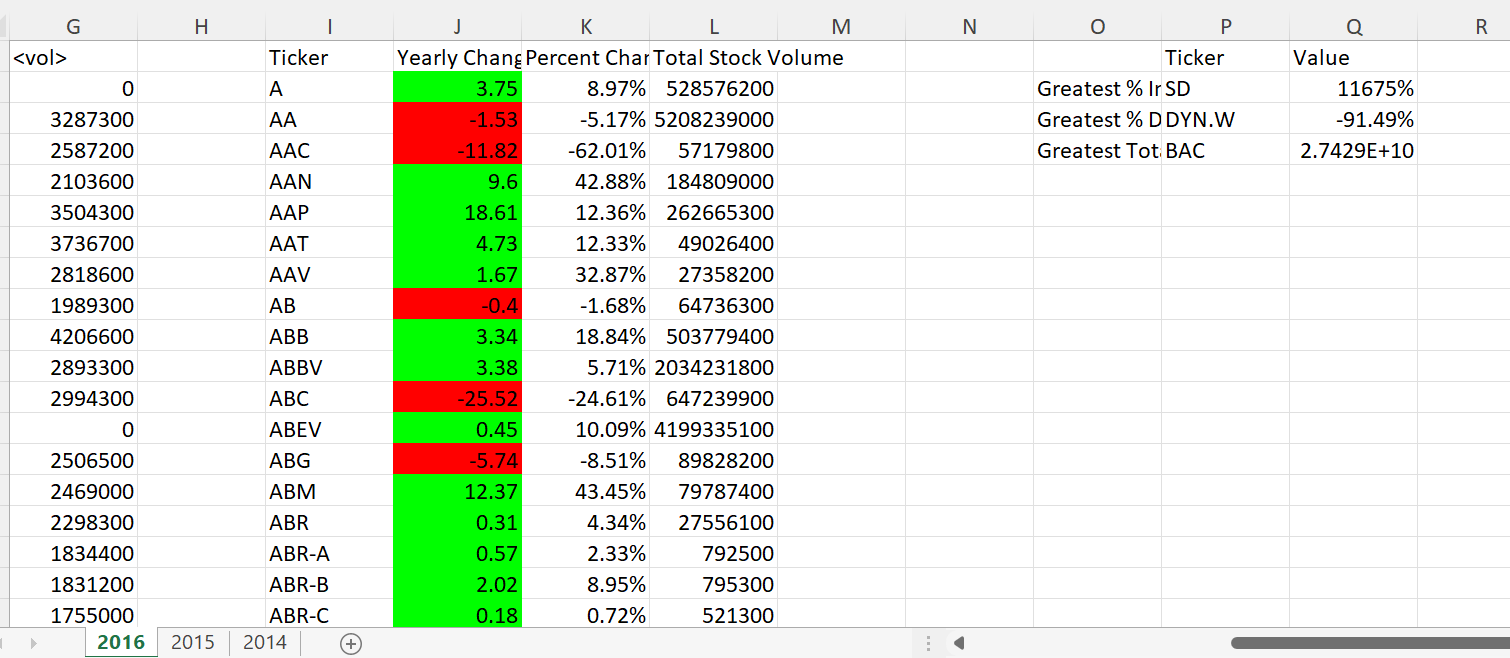 G H I J K L M N O P Q R
<vol> Ticker Yearly Chang Percent Char Total Stock Volume Ticker Value
0 A 3.75 8.97% 528576200 Greatest % Ir SD 11675%
3287300 AA -1.53 -5.17% 5208239000 Greatest % D DYN.W -91.49%
2587200 AAC -11.82 -62.01% 57179800 Greatest Tota BAC 2.7429E+10
2103600 AAN 9.6 42.88% 184809000
3504300 AAP 18.61 12.36% 262665300
3736700 AAT 4.73 12.33% 49026400
2818600 AAV 1.67 32.87% 27358200
1989300 AB -0.4 -1.68% 64736300
4206600 ABB 3.34 18.84% 503779400
2893300 ABBV 3.38 5.71% 2034231800
2994300 ABC -25.52 -24.61% 647239900
0 ABEV 0.45 10.09% 4199335100
2506500 ABG -5.74 -8.51% 89828200
2469000 ABM 12.37 43.45% 79787400
2298300 ABR 0.31 4.34% 27556100
1834400 ABR-A 0.57 2.33% 792500
1831200 ABR-B 2.02 8.95% 795300
1755000 ABR-C 0.18 0.72% 521300
2016 2015 2014